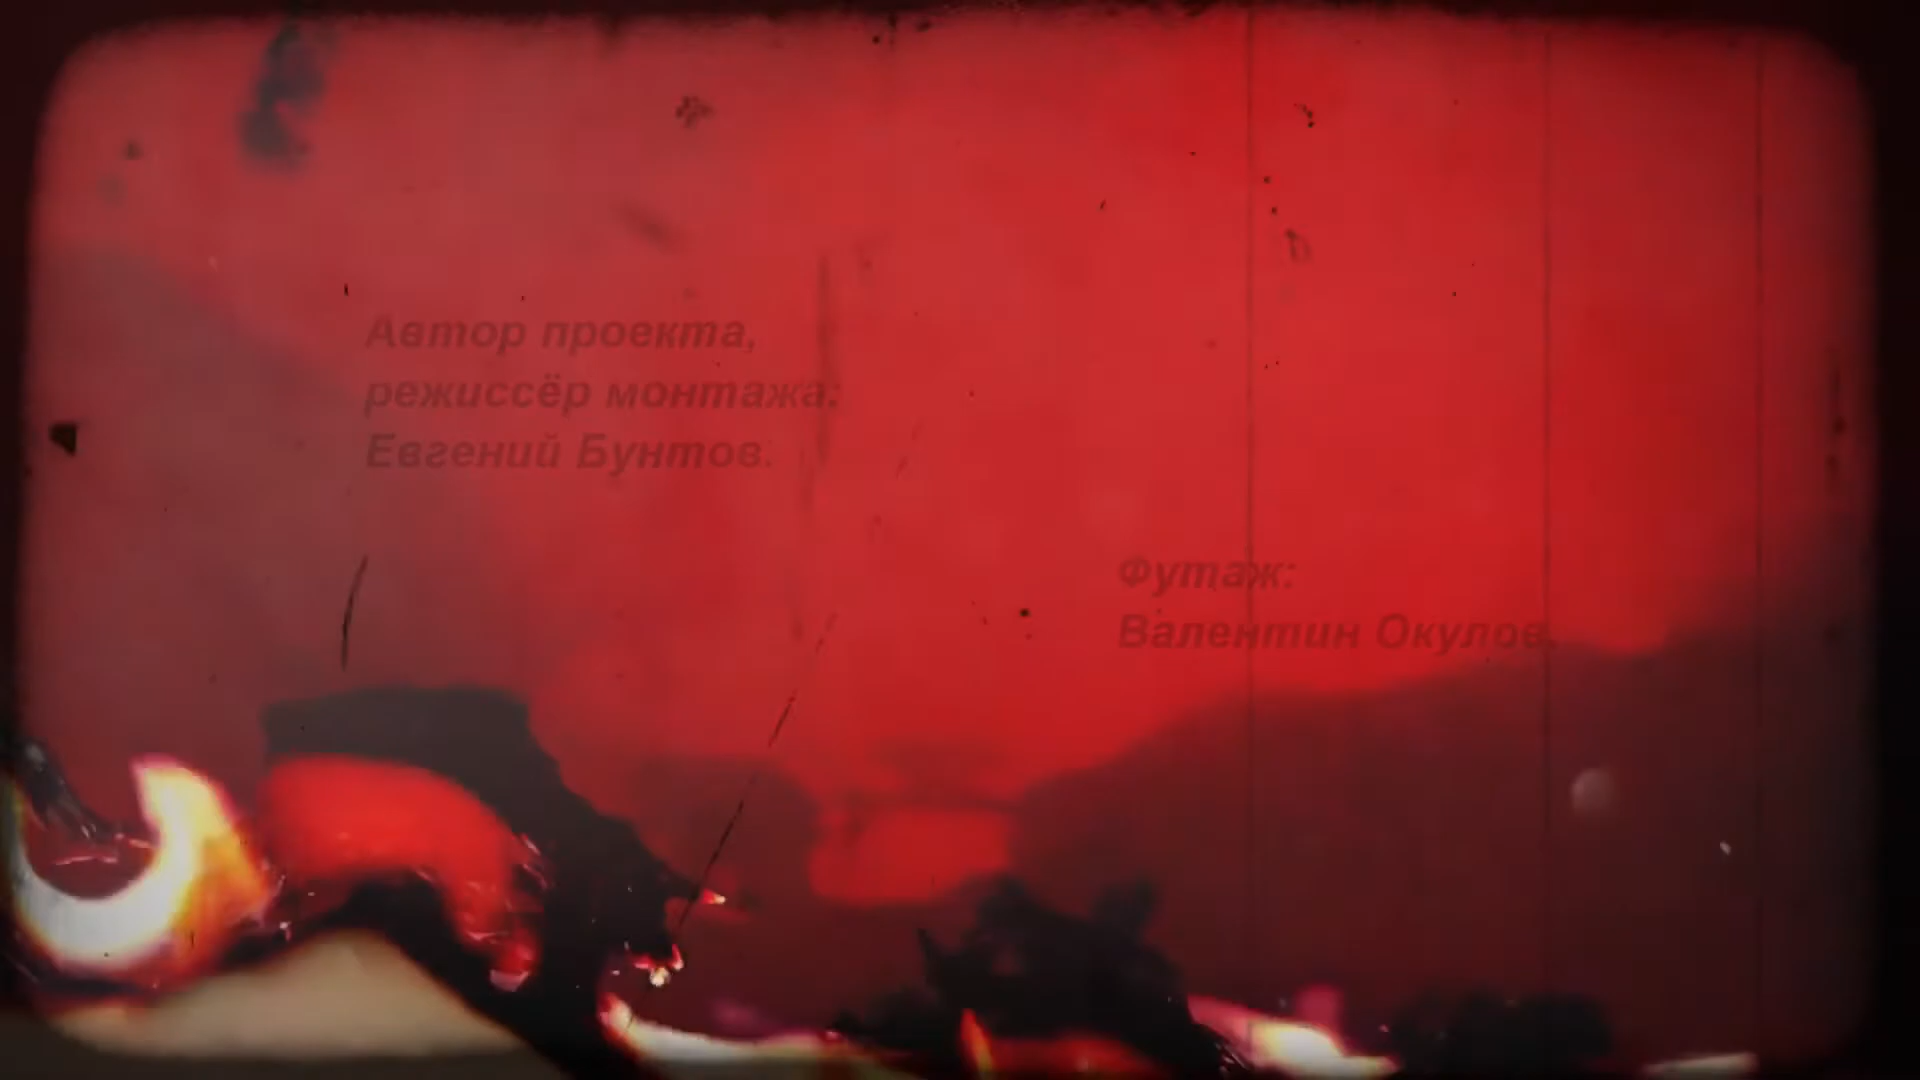 Автор проекта,
режиссёр монтажа:
Евгений Бунтов.
Футаж:
Валентин Окулов.